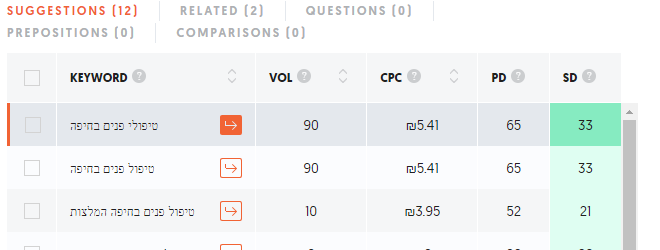 SUGGESTIONS (12) RELATED (2) QUESTIONS (0)
PREPOSITIONS (0) COMPARISONS (0)
KEYWORD ? VOL ? CPC ? PD ? SD ?
טיפולי פנים בחיפה 90 ₪5.41 65 33
טיפול פנים בחיפה 90 ₪5.41 65 33
טיפול פנים בחיפה המלצות 10 ₪3.95 52 21